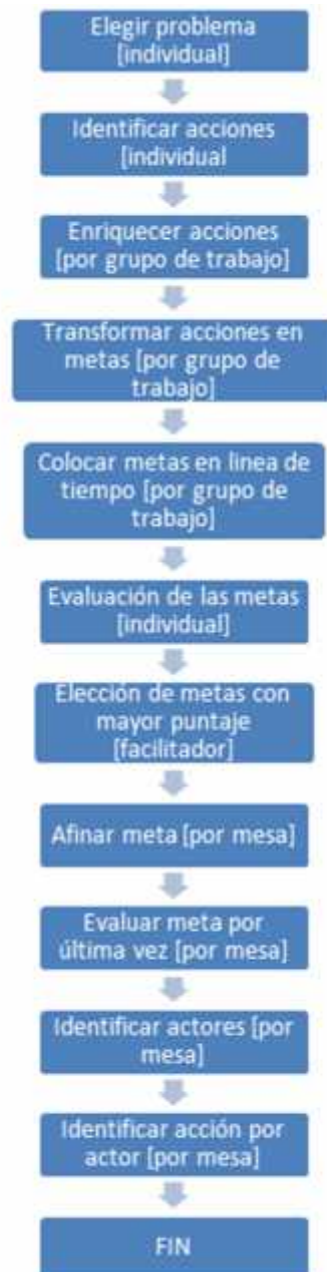 Elegir problema
[individual]
Identificar acciones
[individual
Enriquecer acciones
[por grupo de trabajo]
Transformar acciones en
metas [por grupo de
trabajo]
Colocar metas en linea de
tiempo [por grupo de
trabajo]
Evaluación de las metas
[individual]
Elección de metas con
mayor puntaje
[facilitador]
Afinar meta [por mesa]
Evaluar meta por
última vez [por mesa]
Identificar actores [por
mesa]
Identificar acción por
actor [por mesa]
FIN